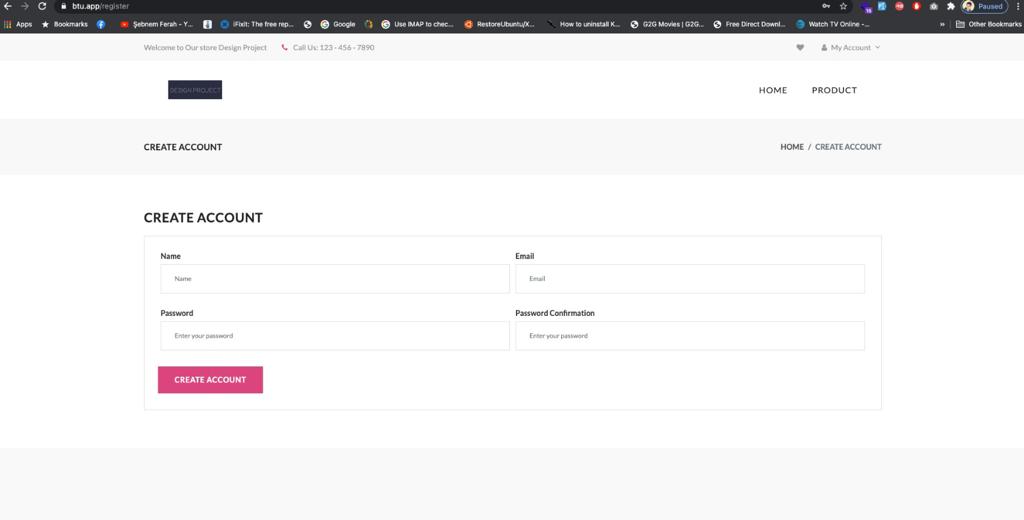 btu.app/register
Paused
Apps
Bookmarks
Şebnem Ferah - Y...
iFixit: The free rep...
Google
Use IMAP to chec...
RestoreUbuntu/X...
How to uninstall K...
G2G Movies | G2G...
Free Direct Downl...
Watch TV Online -...
»
Other Bookmarks
Welcome to Our store Design Project
Call Us: 123 - 456 - 7890
My Account
DESIGN PROJECT
HOME
PRODUCT
CREATE ACCOUNT
HOME / CREATE ACCOUNT
CREATE ACCOUNT
Name
Email
Name
Email
Password
Password Confirmation
Enter your password
Enter your password
CREATE ACCOUNT